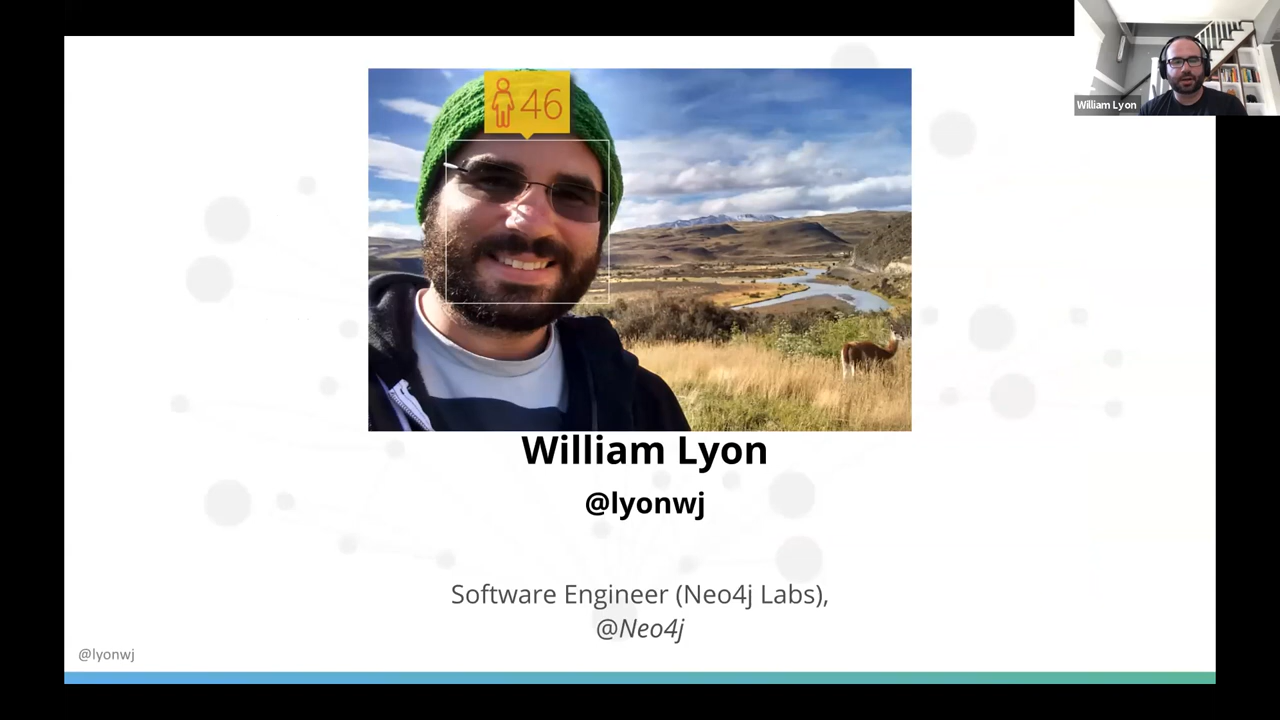 46
William Lyon
William Lyon
@lyonwj
Software Engineer (Neo4j Labs),
@Neo4j
@lyonwj